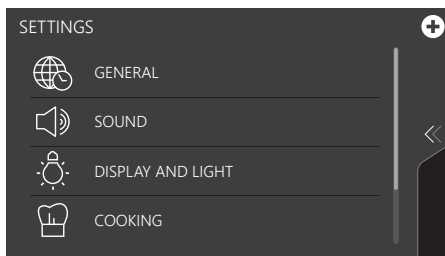 SETTINGS
GENERAL
SOUND
DISPLAY AND LIGHT
COOKING